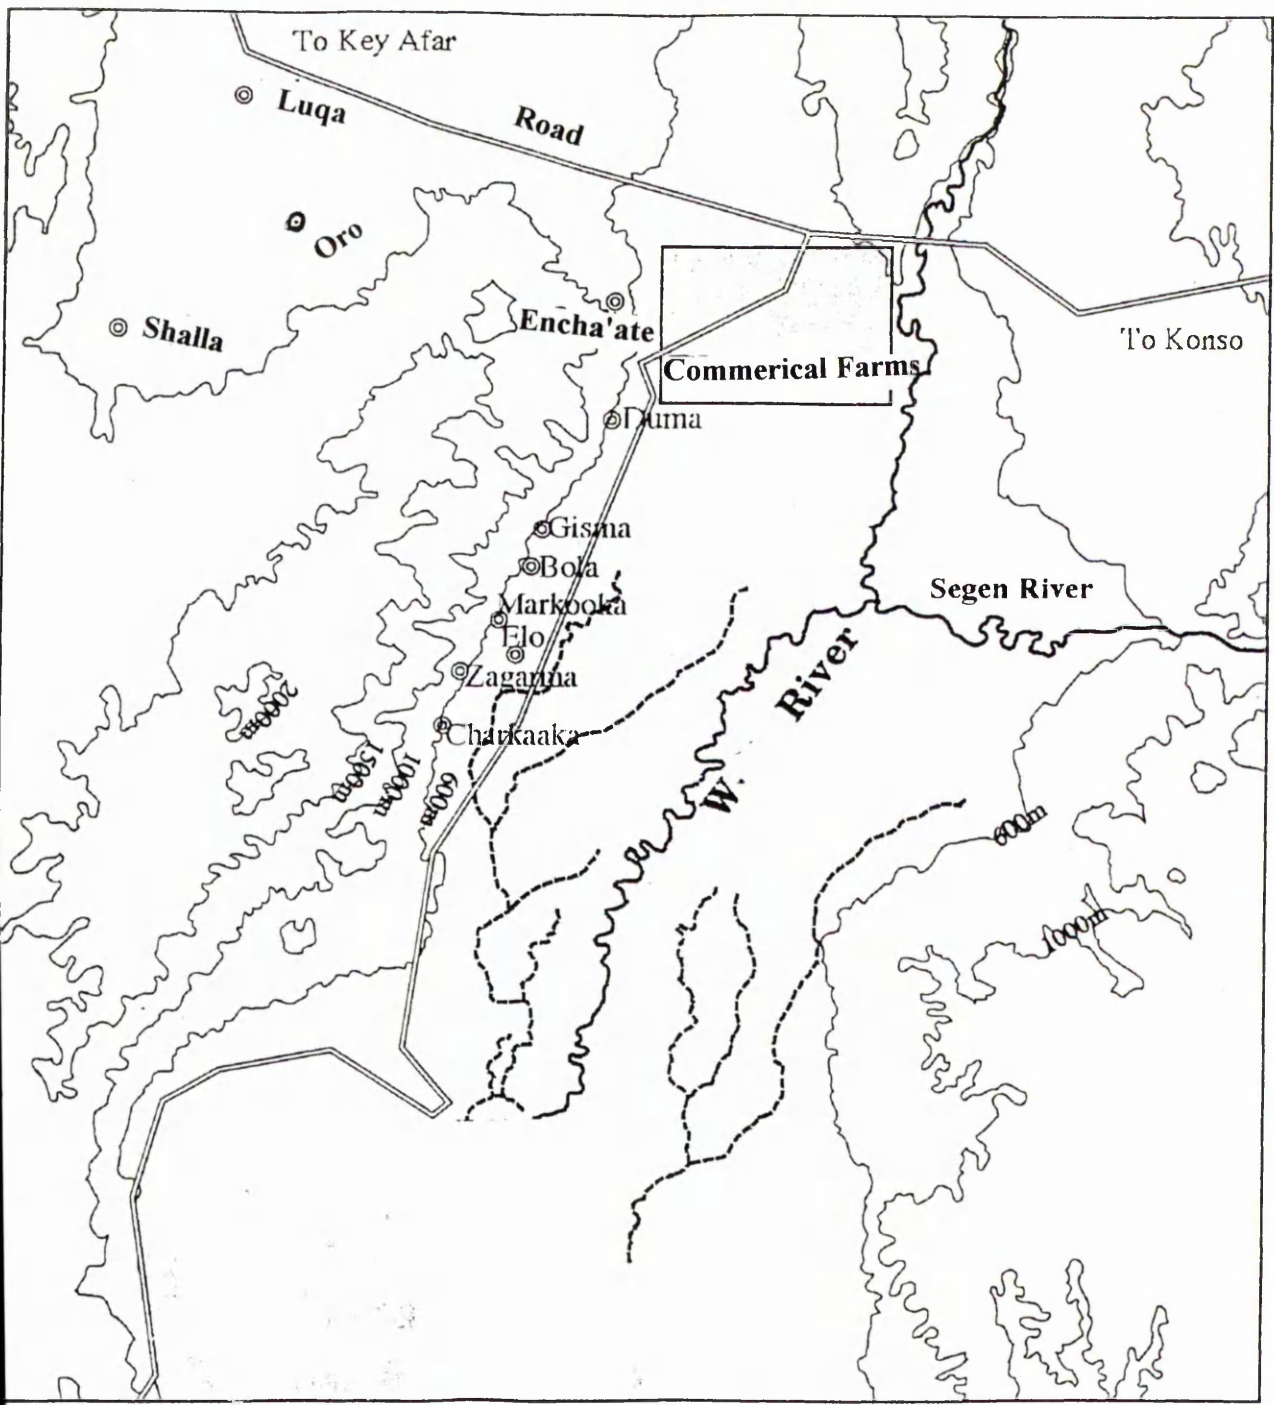 To Key Afar
Luqa
Road
Oro
Shalla
Encha'ate
To Konso
Commerical Farms
Duma
Gisma
Bola
Markooka
Elo
Zagarma
Charkaaka
Segen River
W. River
2000m
1500m
1000m
600m
600m
1000m